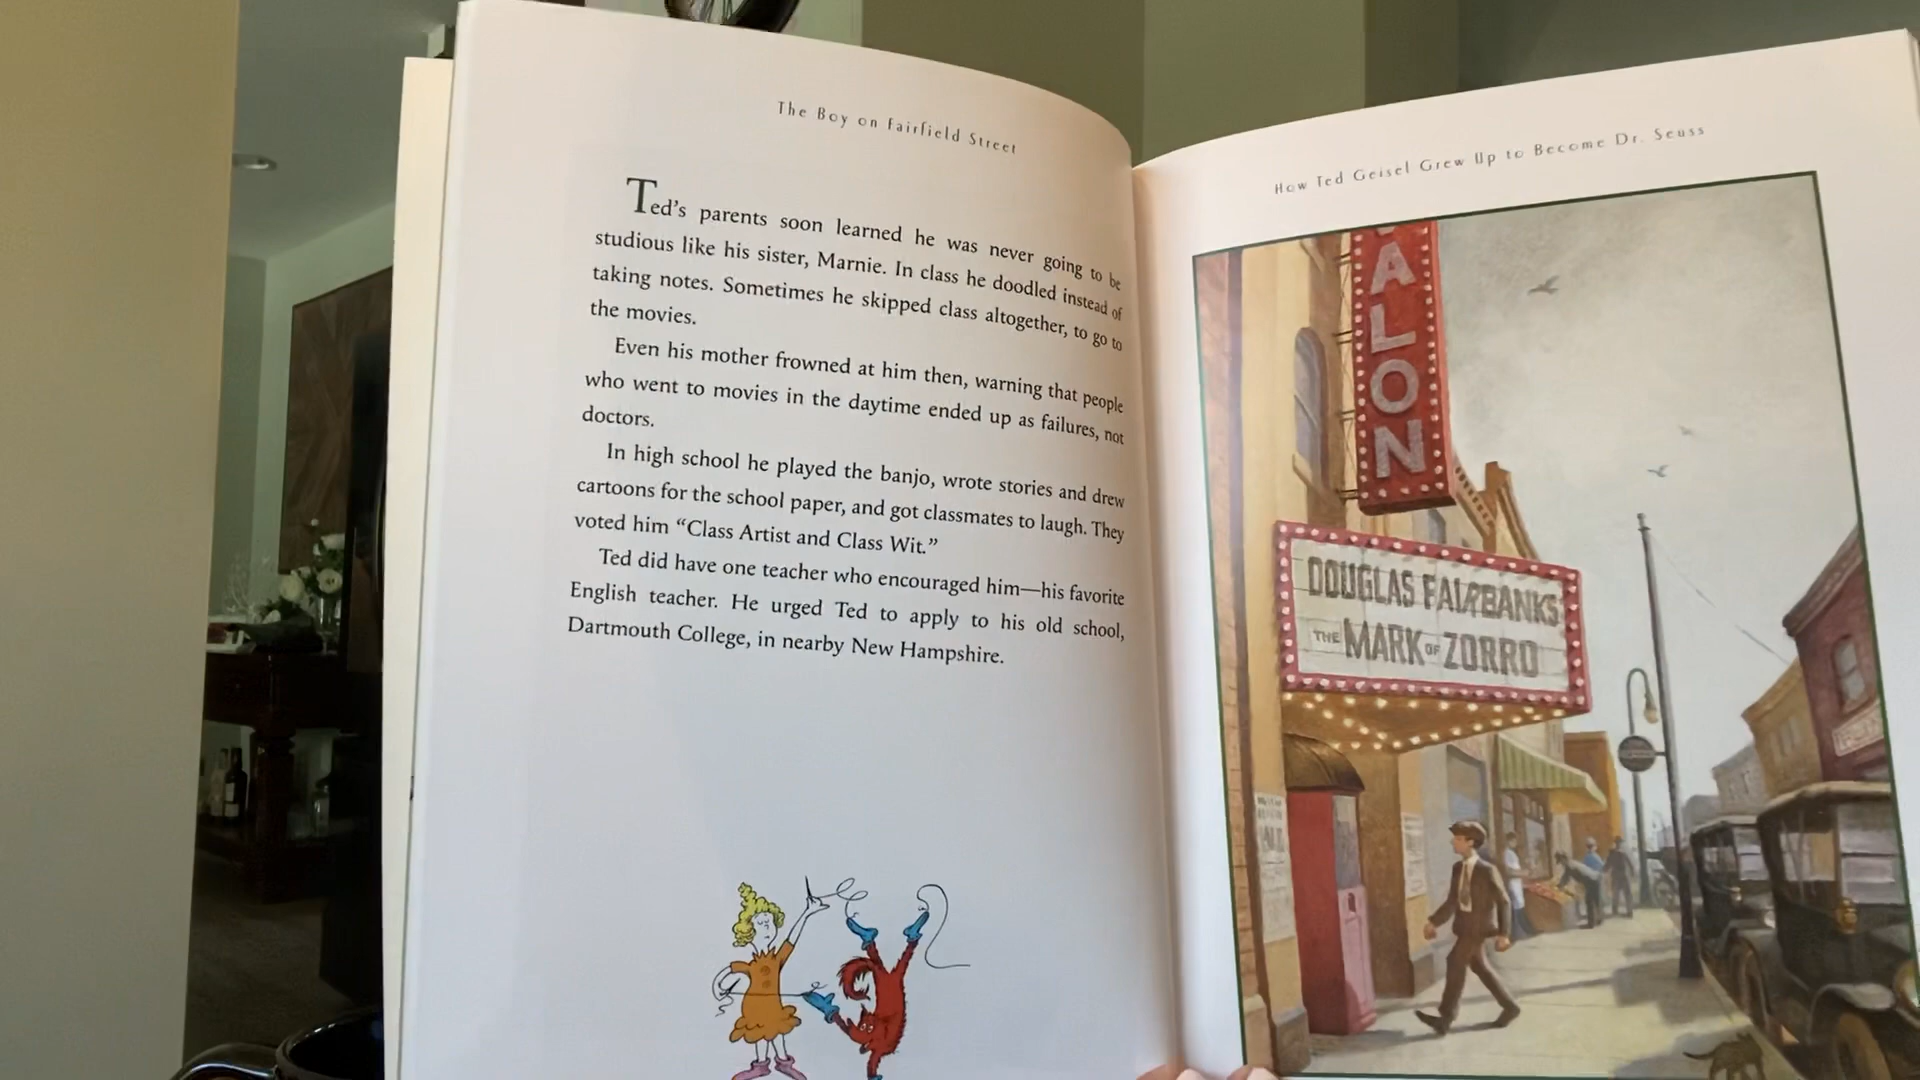 The Boy on Fairfield Street
Ted's parents soon learned he was never going to be
studious like his sister, Marnie. In class he doodled instead of
taking notes. Sometimes he skipped class altogether, to go to
the movies.
Even his mother frowned at him then, warning that people
who went to movies in the daytime ended up as failures, not
doctors.
In high school he played the banjo, wrote stories and drew
cartoons for the school paper, and got classmates to laugh. They
voted him “Class Artist and Class Wit.”
Ted did have one teacher who encouraged him—his favorite
English teacher. He urged Ted to apply to his old school,
Dartmouth College, in nearby New Hampshire.
How Ted Geisel Grew Up to Become Dr. Seuss
ALON
DOUGLAS FAIRBANKS
THE MARK OF ZORRO